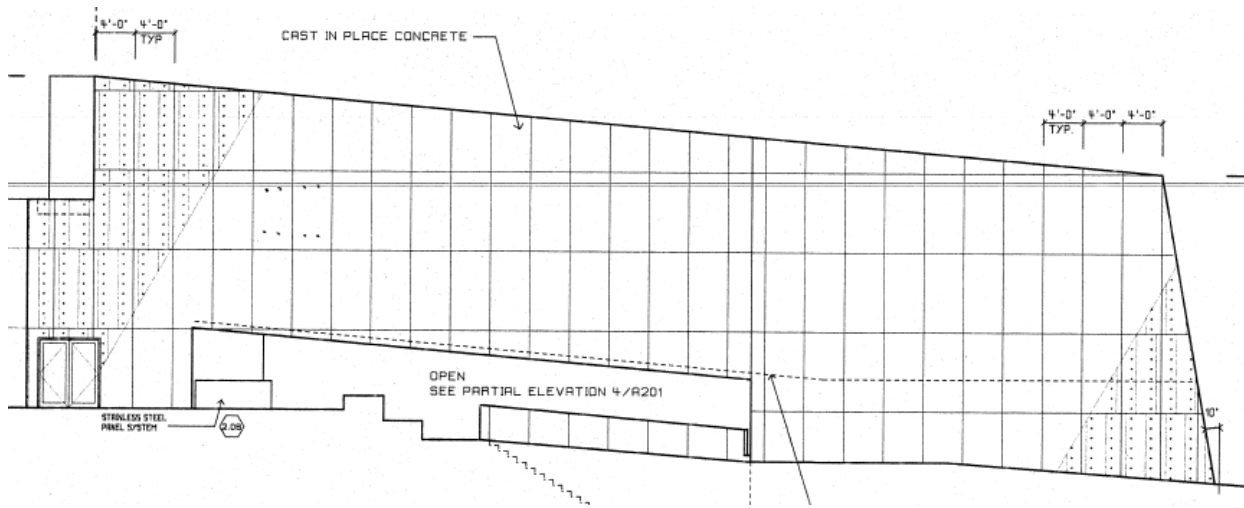 4'-0" 4'-0"
TYP
CAST IN PLACE CONCRETE
4'-0" 4'-0" 4'-0"
TYP.
OPEN
SEE PARTIAL ELEVATION 4/A201
STAINLESS STEEL
PANEL SYSTEM
2.08
10°